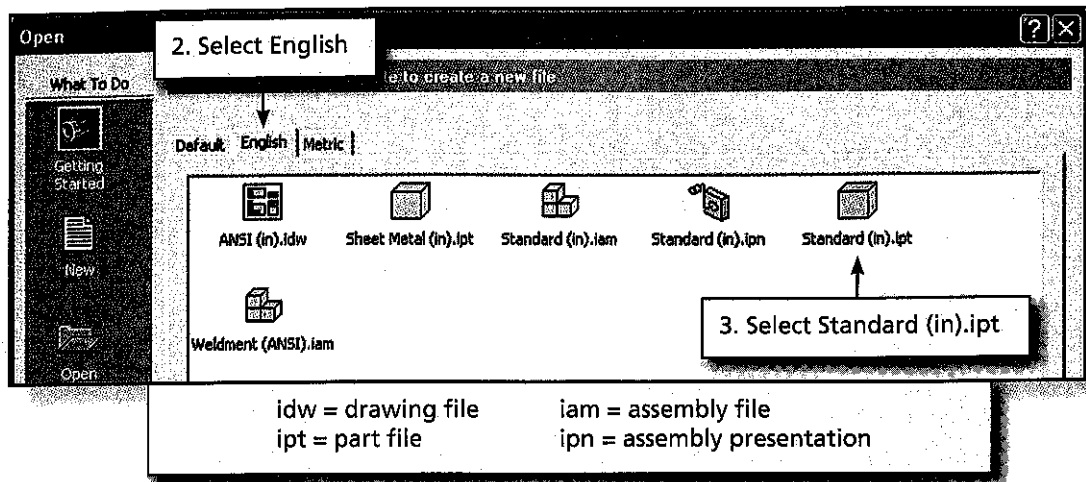 Open
2. Select English
What To Do
to create a new file
Getting
Started
New
Open
Default English Metric
ANSI (in).idw Sheet Metal (in).ipt Standard (in).iam Standard (in).ipn Standard (in).ipt
Weldment (ANSI).iam
3. Select Standard (in).ipt
idw = drawing file iam = assembly file
ipt = part file ipn = assembly presentation